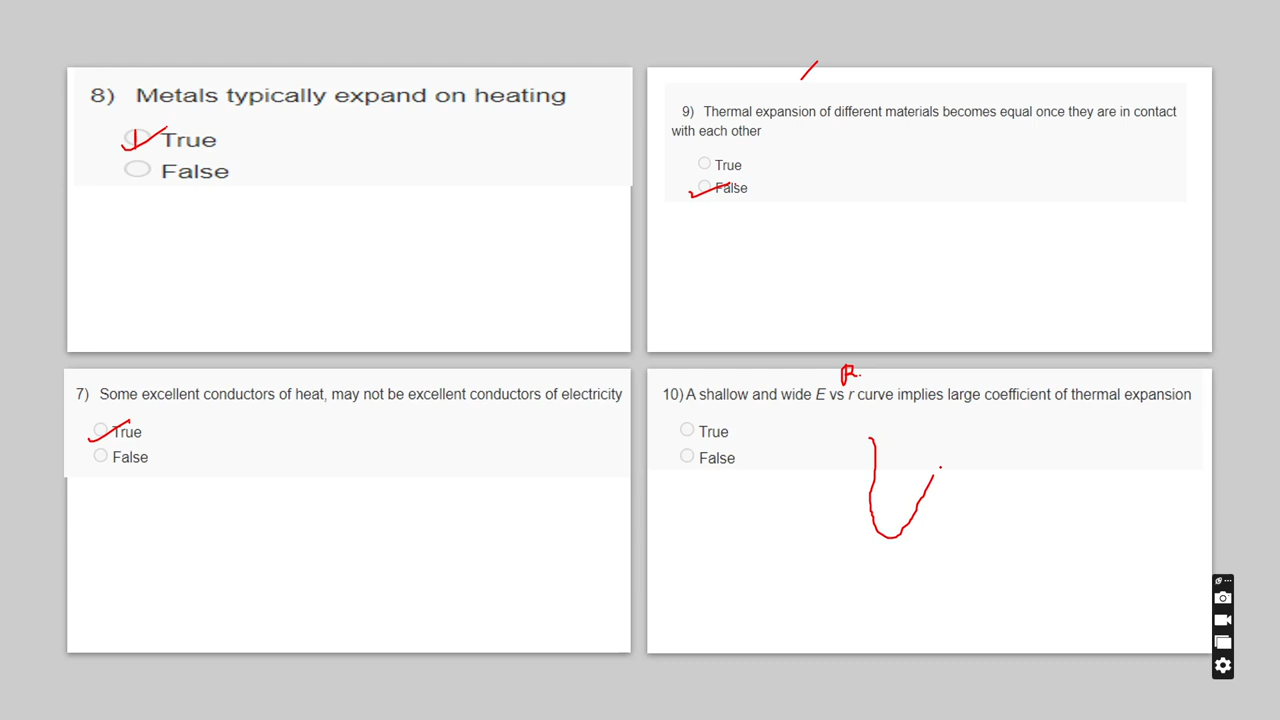 8) Metals typically expand on heating
True
False
9) Thermal expansion of different materials becomes equal once they are in contact
with each other
True
False
7) Some excellent conductors of heat, may not be excellent conductors of electricity
True
False
R.
10) A shallow and wide E vs r curve implies large coefficient of thermal expansion
True
False